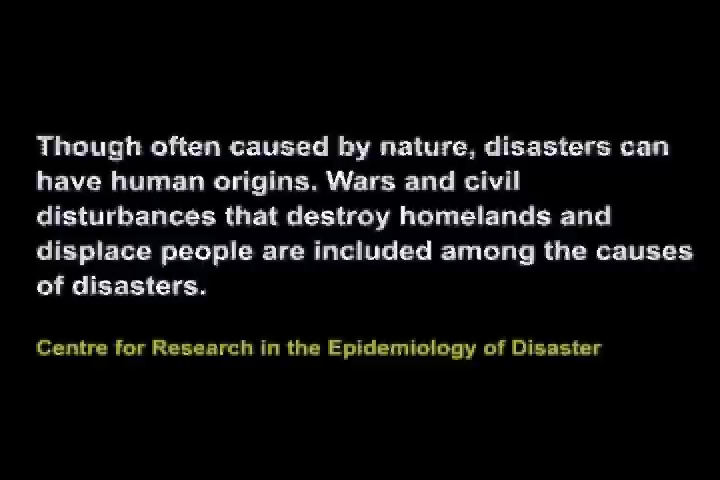 Though often caused by nature, disasters can
have human origins. Wars and civil
disturbances that destroy homelands and
displace people are included among the causes
of disasters.
Centre for Research in the Epidemiology of Disaster